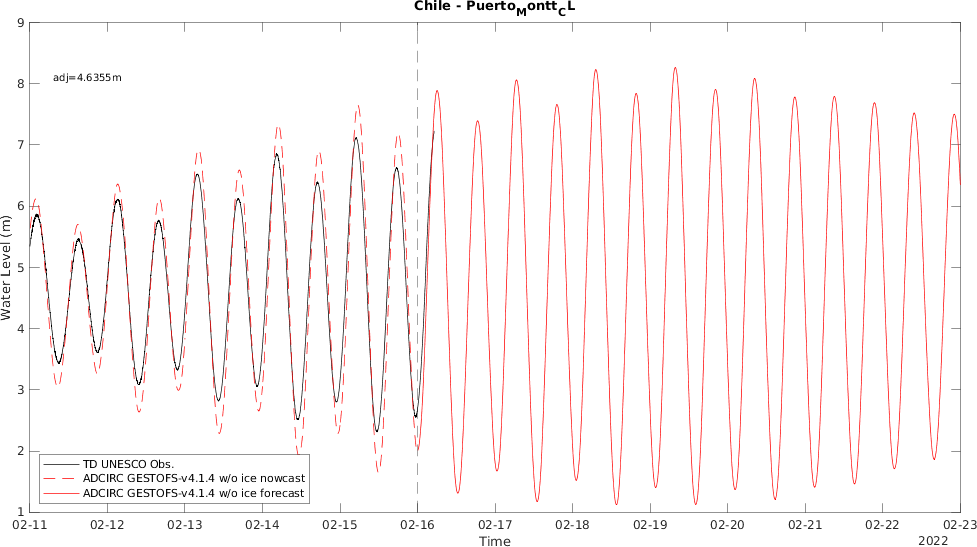 Chile - PuertoMonttCL
adj=4.6355m
9
8
7
6
5
4
3
2
1
Water Level (m)
TD UNESCO Obs.
ADCIRC GESTOFS-v4.1.4 w/o ice nowcast
ADCIRC GESTOFS-v4.1.4 w/o ice forecast
02-11 02-12 02-13 02-14 02-15 02-16 02-17 02-18 02-19 02-20 02-21 02-22 02-23
Time
2022